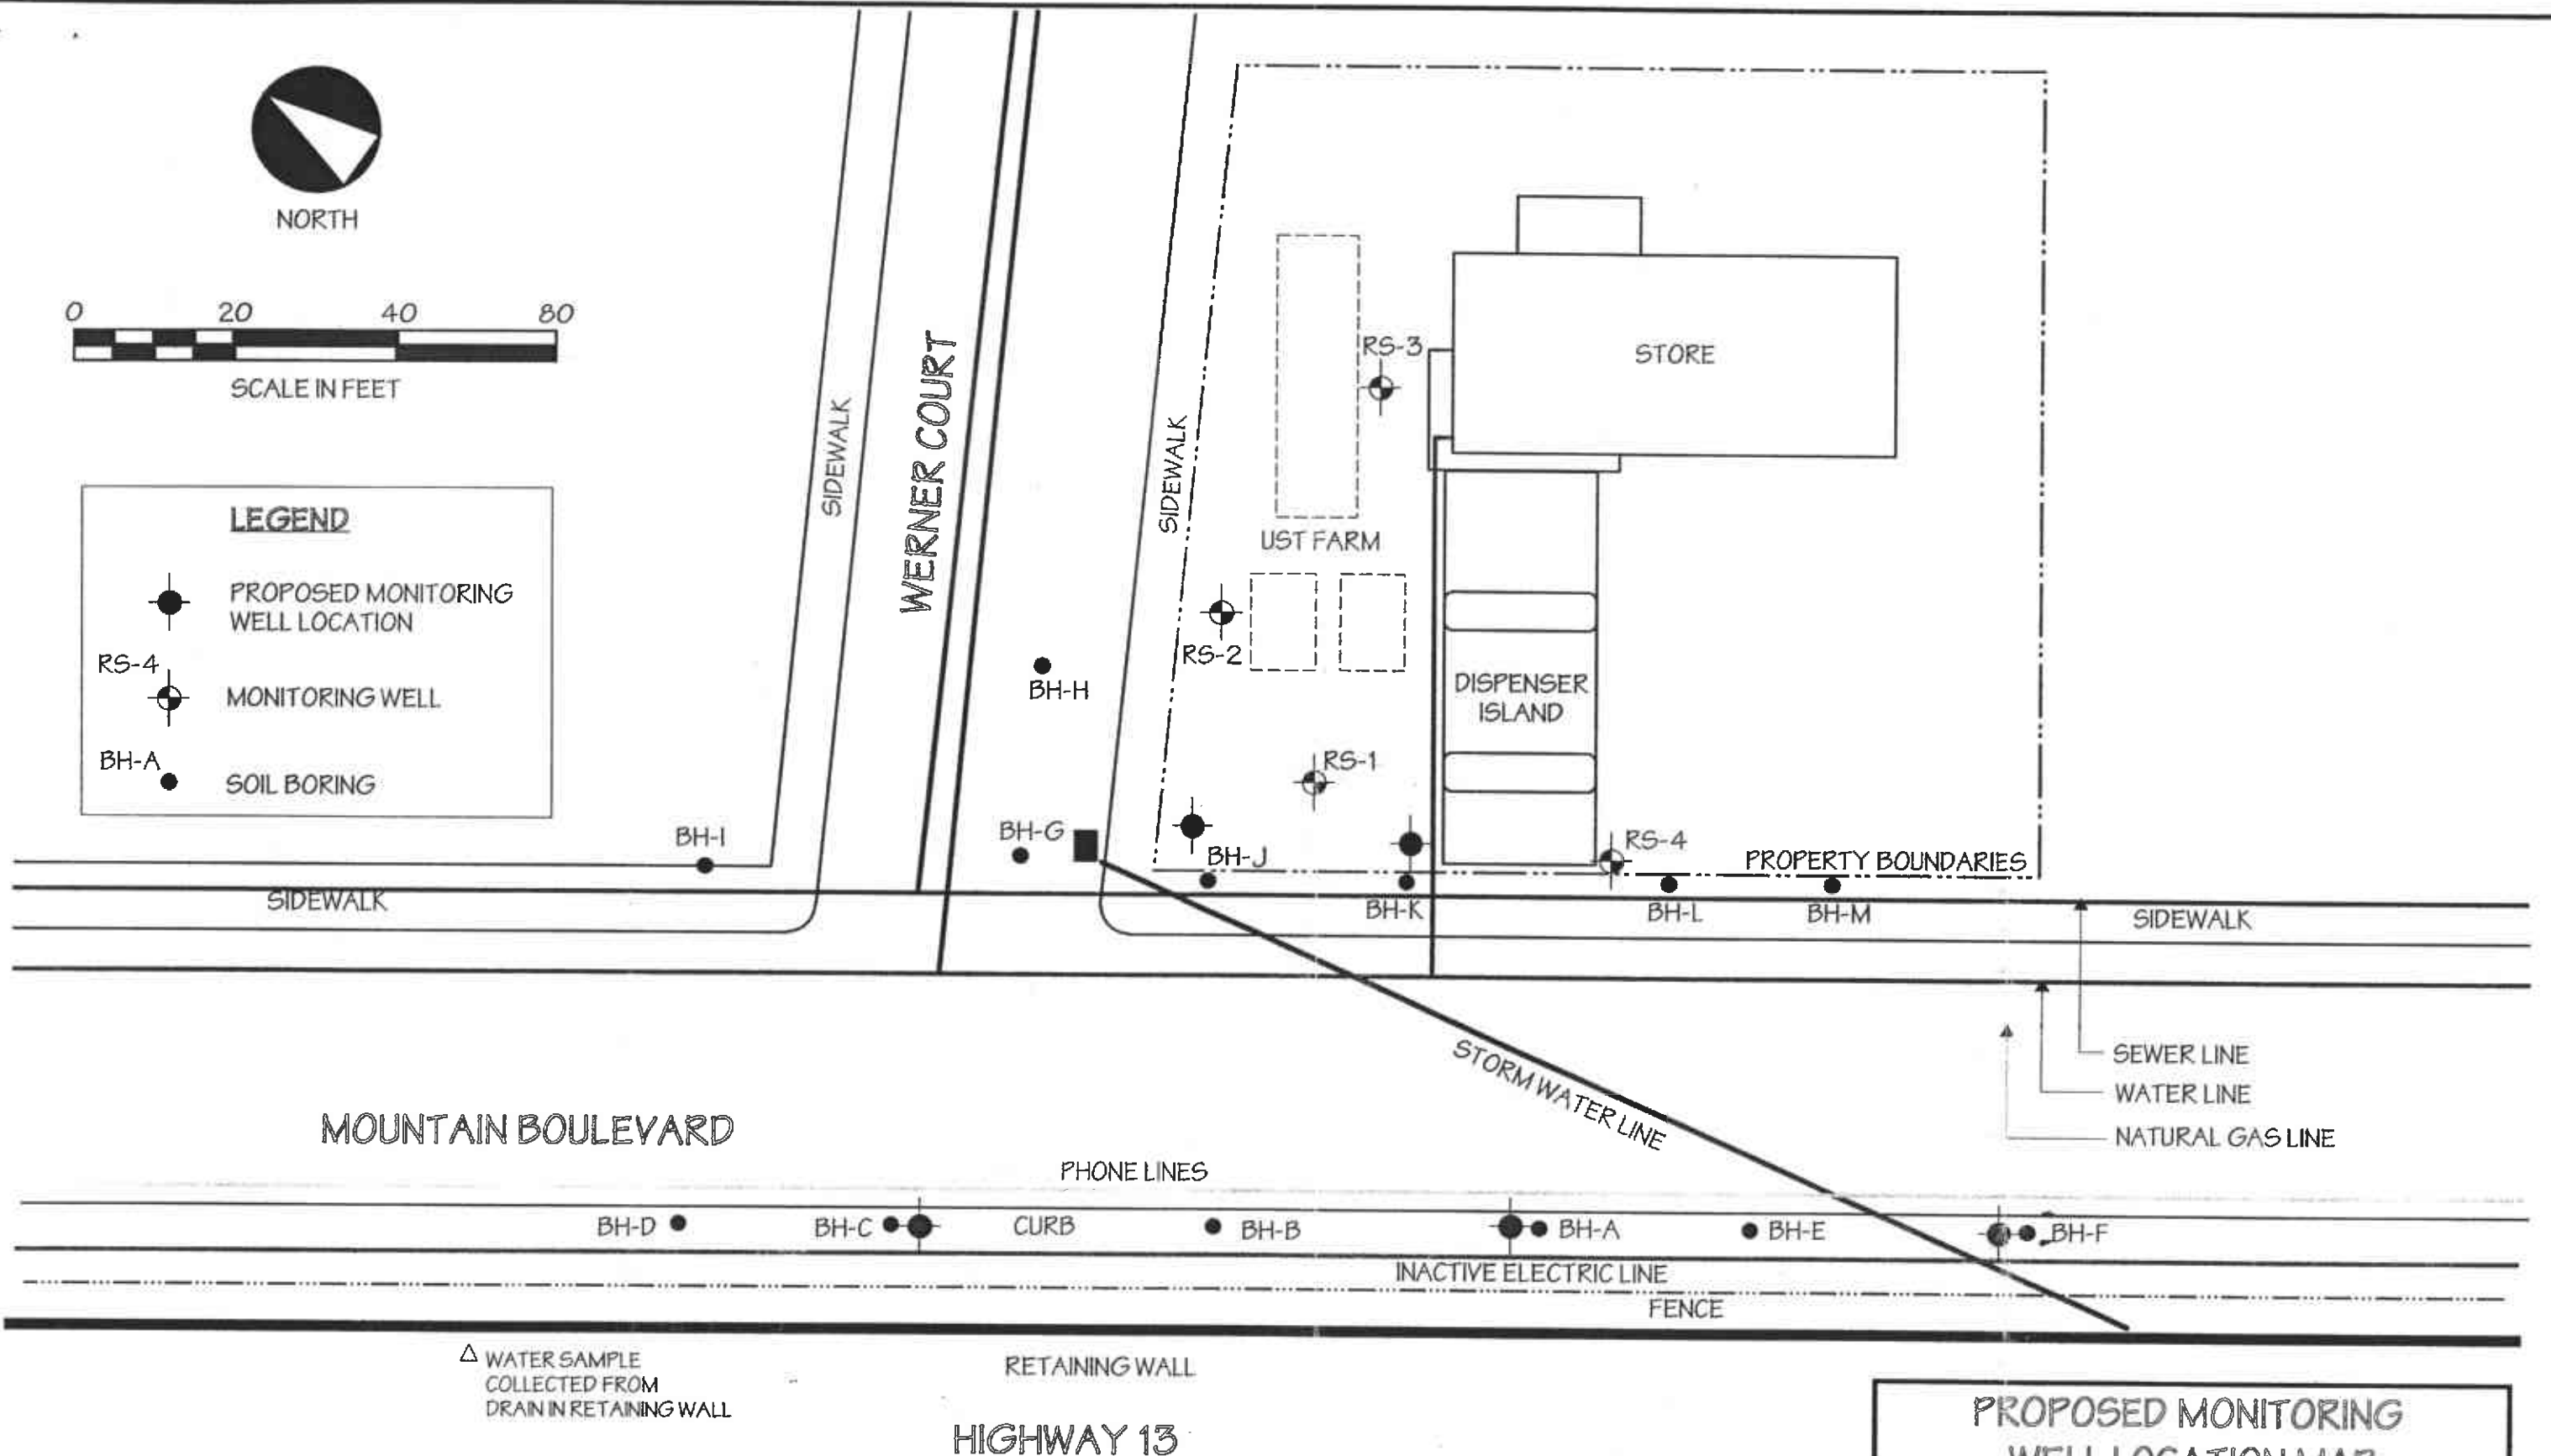 NORTH
0 20 40 80
SCALE IN FEET
LEGEND
PROPOSED MONITORING
WELL LOCATION
RS-4
MONITORING WELL
BH-A
SOIL BORING
SIDEWALK
WERNER COURT
SIDEWALK
RS-3
STORE
UST FARM
RS-2
BH-H
DISPENSER
ISLAND
RS-1
BH-I
BH-G
BH-J
RS-4
PROPERTY BOUNDARIES
SIDEWALK
BH-K
BH-L
BH-M
SIDEWALK
STORM WATER LINE
SEWER LINE
WATER LINE
NATURAL GAS LINE
MOUNTAIN BOULEVARD
PHONE LINES
BH-D
BH-C
CURB
BH-B
BH-A
BH-E
BH-F
INACTIVE ELECTRIC LINE
FENCE
WATER SAMPLE
COLLECTED FROM
DRAIN IN RETAINING WALL
RETAINING WALL
HIGHWAY 13
PROPOSED MONITORING
WELL LOCATION MAP